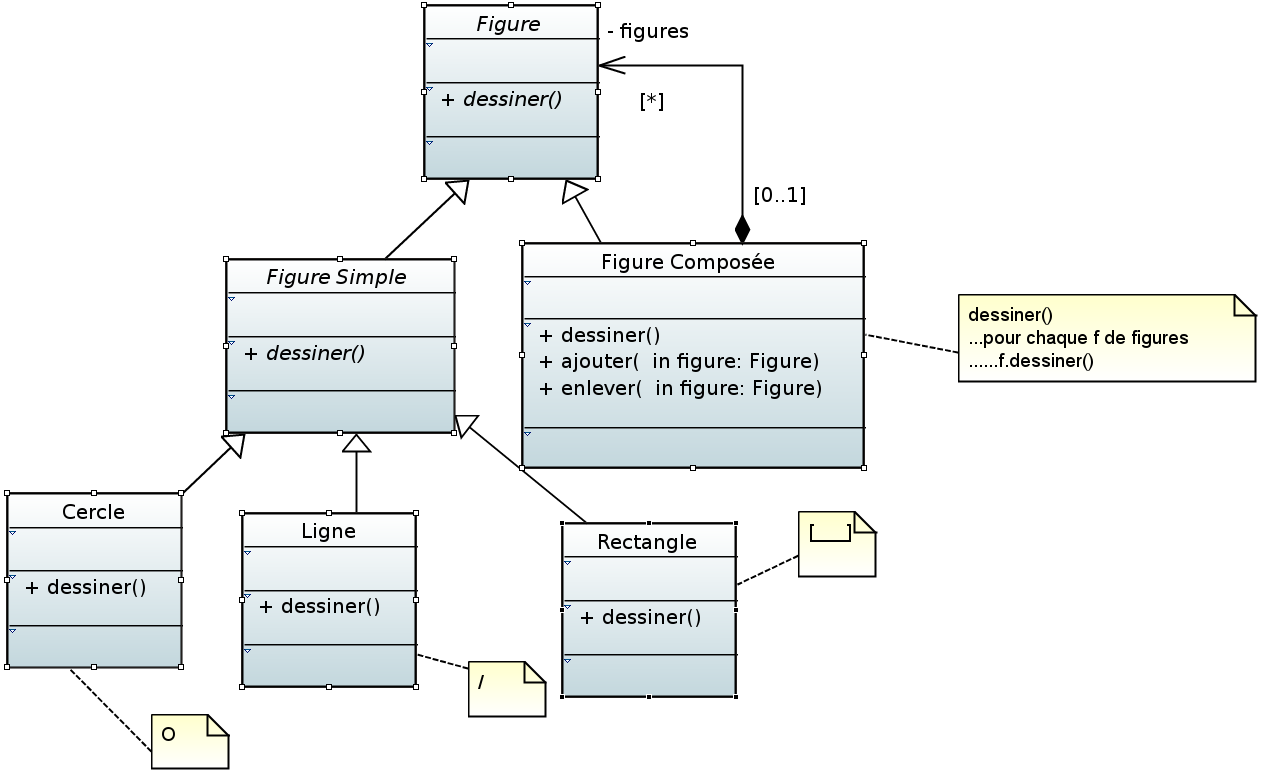 Figure
- figures
+ dessiner()
[*]
[0..1]
Figure Simple
+ dessiner()
Figure Composée
+ dessiner()
+ ajouter(  in figure: Figure)
+ enlever(  in figure: Figure)
dessiner()
...pour chaque f de figures
......f.dessiner()
Cercle
+ dessiner()
Ligne
+ dessiner()
Rectangle
+ dessiner()
[__]
/
O